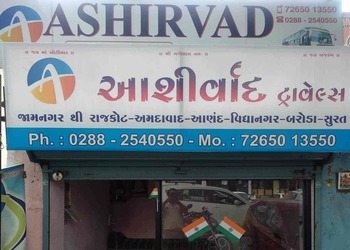 ASHIRVAD
72650 13550
0288 - 2540550
આશીર્વાદ ટ્રાવેલ્સ
જામનગર થી રાજકોટ-અમદાવાદ-આણંદ-વિદ્યાનગર-બરોડા-સુરત
Ph. : 0288 - 2540550 - Mo. : 72650 13550